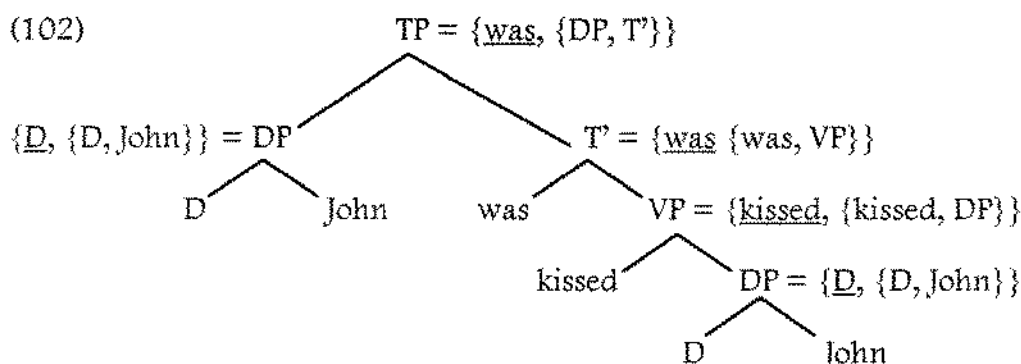 (102) TP = {was, {DP, T'}}
{D, {D, John}} = DP T' = {was {was, VP}}
D John was VP = {kissed, {kissed, DP}}
kissed DP = {D, {D, John}}
D John